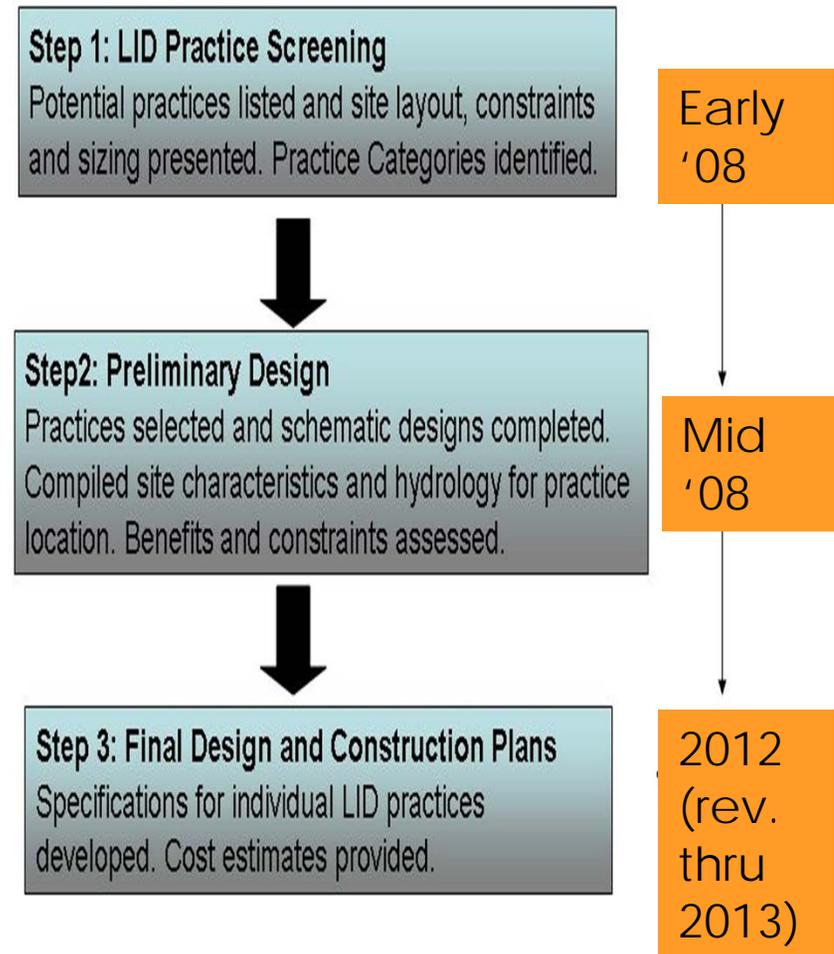 Step 1: LID Practice Screening
Potential practices listed and site layout, constraints
and sizing presented. Practice Categories identified.
Early
‘08
Step2: Preliminary Design
Practices selected and schematic designs completed.
Compiled site characteristics and hydrology for practice
location. Benefits and constraints assessed.
Mid
‘08
Step 3: Final Design and Construction Plans
Specifications for individual LID practices
developed. Cost estimates provided.
2012
(rev.
thru
2013)